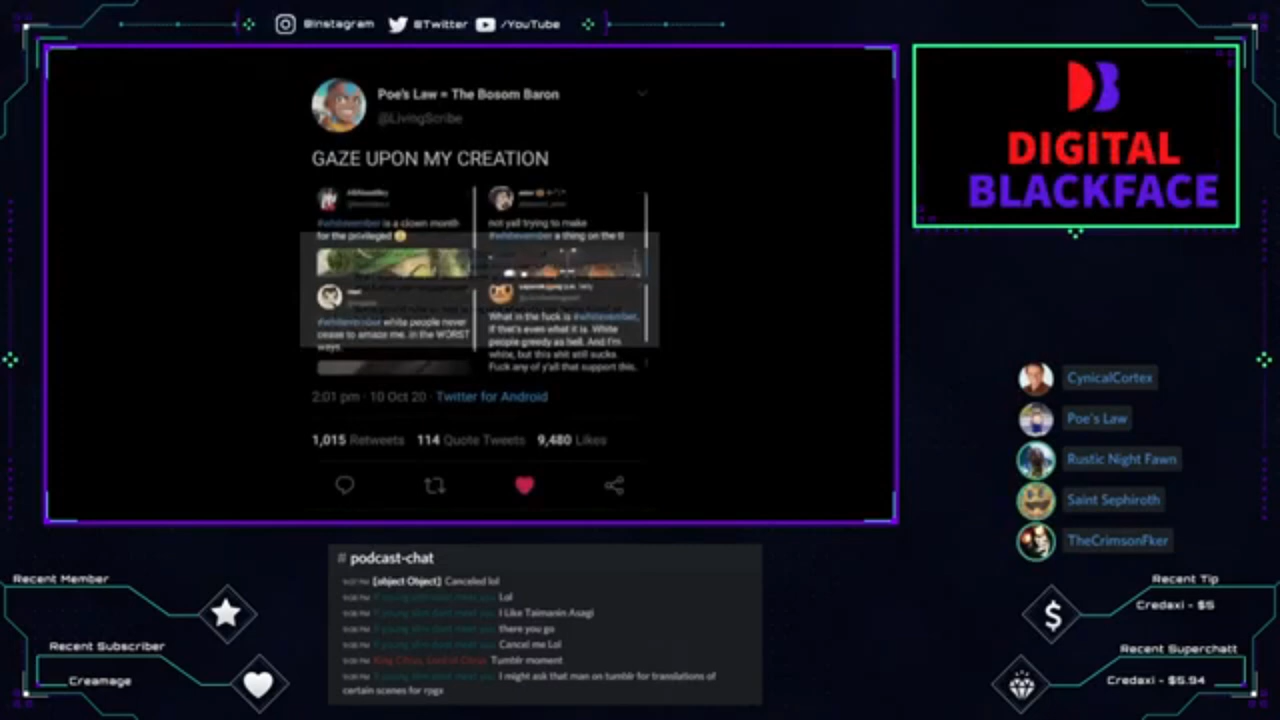 @Instagram @Twitter /YouTube
Poe's Law = The Bosom Baron
@LivingScribe
GAZE UPON MY CREATION
#whitevember is a clown month
for the privileged
not yall trying to make
#whitevember a thing on the tl
#whitevember white people never
cease to amaze me. in the WORST
ways.
What in the fuck is #whitevember,
if that's even what it is. White
people greedy as hell. And I'm
white, but this shit still sucks.
Fuck any of y'all that support this.
2:01 pm · 10 Oct 20 · Twitter for Android
1,015 Retweets 114 Quote Tweets 9,480 Likes
DB
DIGITAL
BLACKFACE
CynicalCortex
Poe's Law
Rustic Night Fawn
Saint Sephiroth
TheCrimsonFker
# podcast-chat
[object Object] Canceled lol
Lol
I Like Taimanin Asagi
there you go
Cancel me Lol
King Citrus, Lord of Citrus Tumblr moment
I might ask that man on tumblr for translations of
certain scenes for rpgx
Recent Member
Recent Subscriber
Creamage
Recent Tip
Credaxi - $5
Recent Superchatt
Credaxi - $5.94